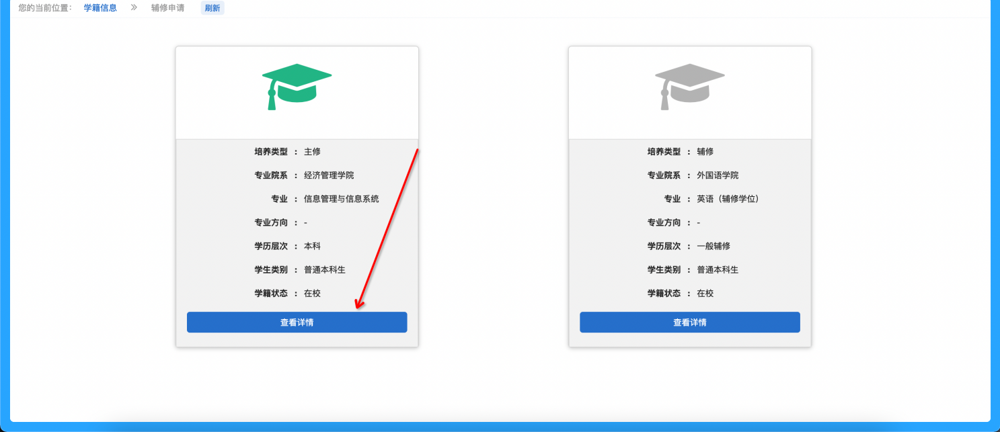 您的当前位置： 学籍信息 >> 辅修申请 刷新
培养类型 ： 主修
专业院系 ： 经济管理学院
专业 ： 信息管理与信息系统
专业方向 ： -
学历层次 ： 本科
学生类别 ： 普通本科生
学籍状态 ： 在校
查看详情
培养类型 ： 辅修
专业院系 ： 外国语学院
专业 ： 英语（辅修学位）
专业方向 ： -
学历层次 ： 一般辅修
学生类别 ： 普通本科生
学籍状态 ： 在校
查看详情